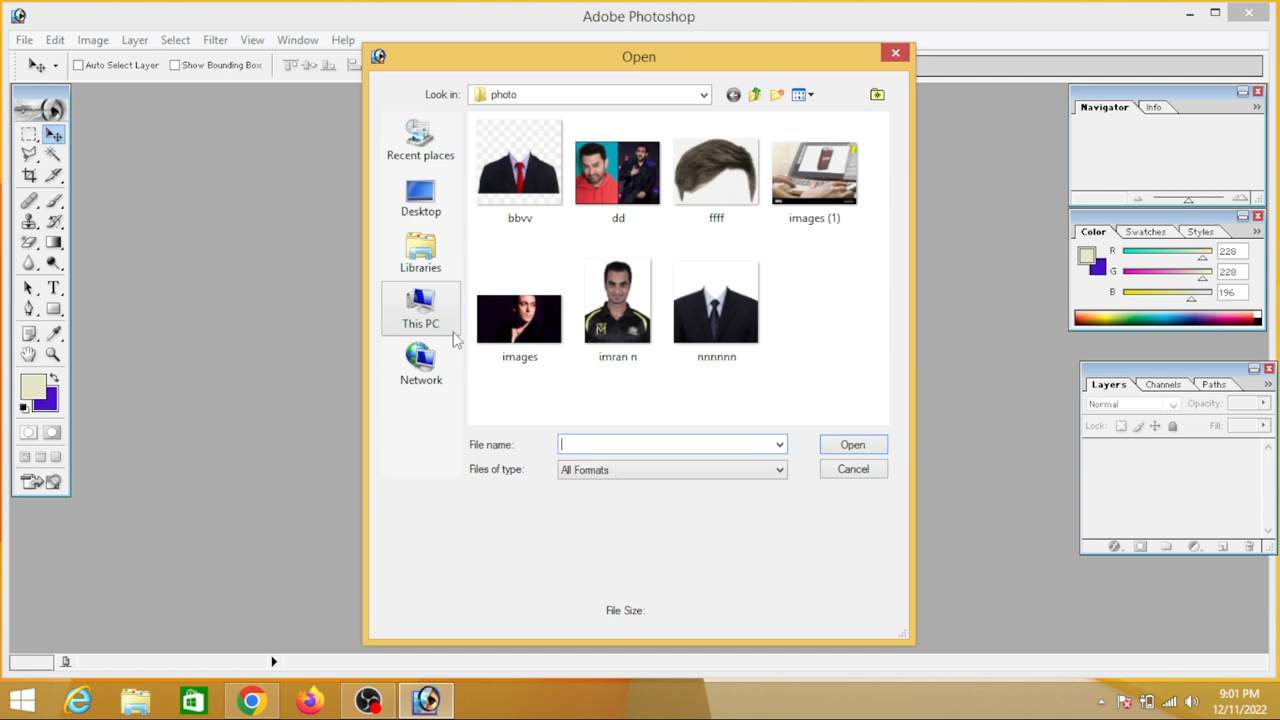 Adobe Photoshop
File Edit Image Layer Select Filter View Window Help
Auto Select Layer Show Bounding Box
Open
Look in: photo
Recent places
Desktop
Libraries
This PC
Network
bbvv dd ffff images (1)
images imran n nnnnnn
File name: Open
Files of type: All Formats Cancel
File Size:
Navigator Info
Color Swatches Styles
R 228
G 228
B 196
Layers Channels Paths
Normal Opacity:
Lock: Fill:
9:01 PM
12/11/2022